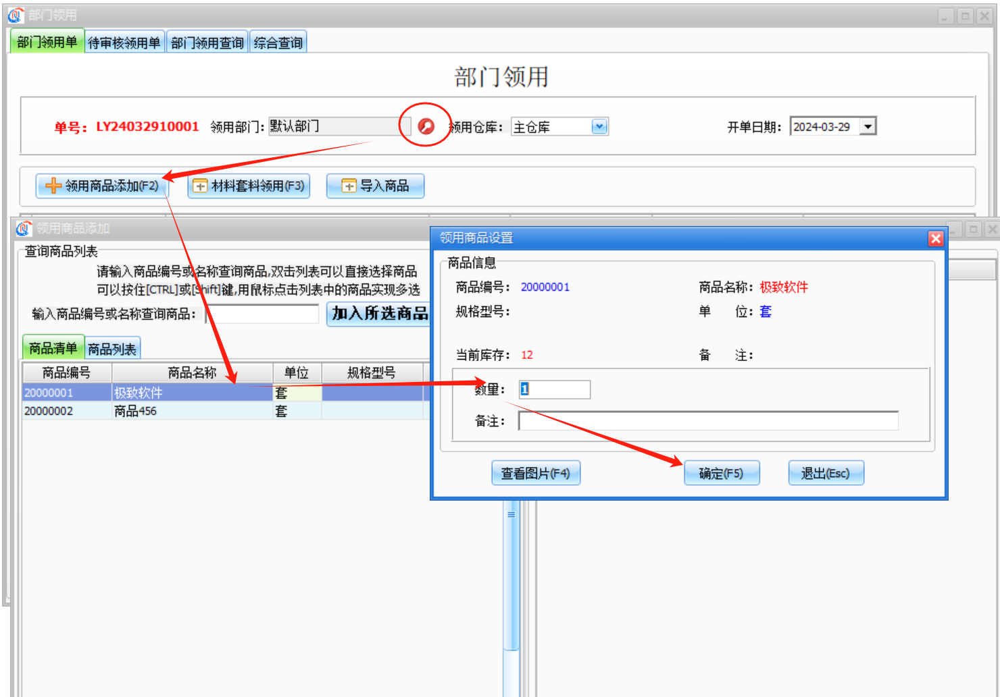 部门领用
部门领用单 待审核领用单 部门领用查询 综合查询
部门领用
单号：LY24032910001 领用部门：默认部门 领用仓库：主仓库 开单日期：2024-03-29
领用商品添加(F2) 材料套料领用(F3) 导入商品
领用商品添加
查询商品列表
请输入商品编号或名称查询商品,双击列表可以直接选择商品
可以按住[CTRL]或[Shift]键,用鼠标点击列表中的商品实现多选
输入商品编号或名称查询商品： 加入所选商品
商品清单 商品列表
商品编号 商品名称 单位 规格型号
20000001 极致软件 套
20000002 商品456 套
领用商品设置
商品信息
商品编号：20000001 商品名称：极致软件
规格型号： 单 位：套
当前库存：12 备 注：
数量：1
备注：
查看图片(F4) 确定(F5) 退出(Esc)